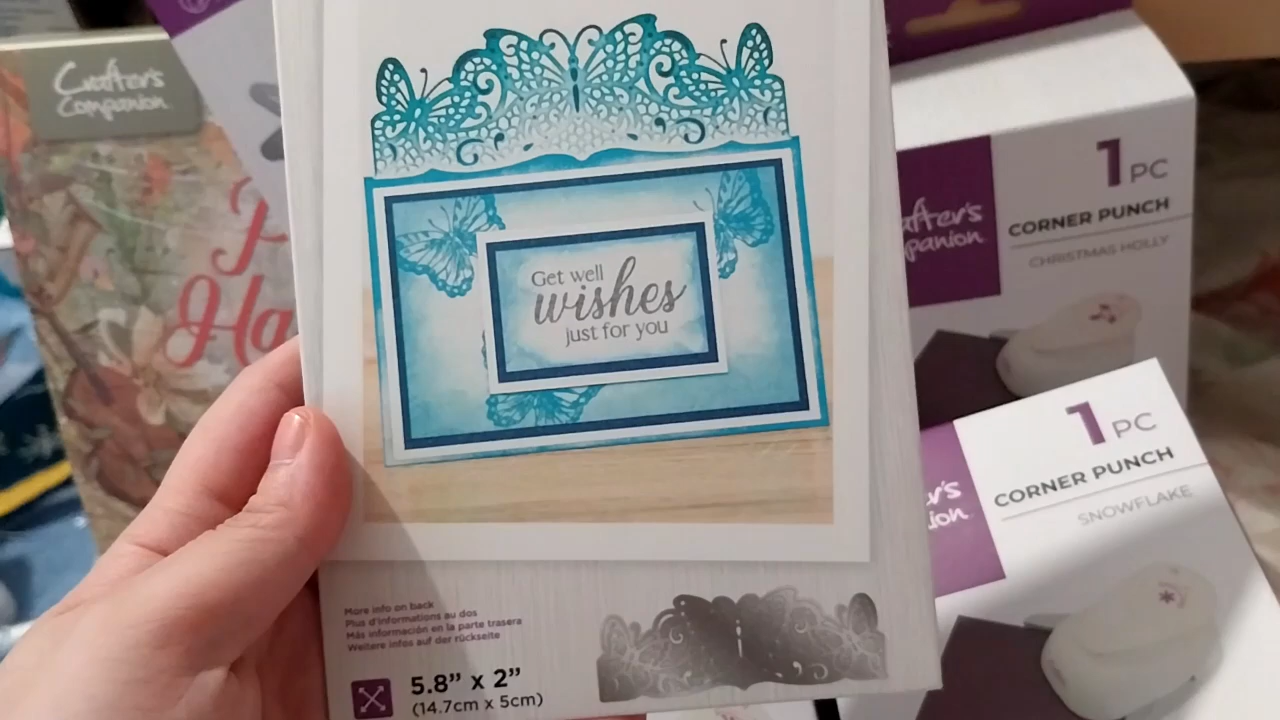 Crafter's
Companion
Get well
wishes
just for you
More info on back
Plus d'informations au dos
Más información en la parte trasera
Weitere infos auf der rückseite
5.8” x 2”
(14.7cm x 5cm)
1 PC
CORNER PUNCH
CHRISTMAS HOLLY
1 PC
CORNER PUNCH
SNOWFLAKE